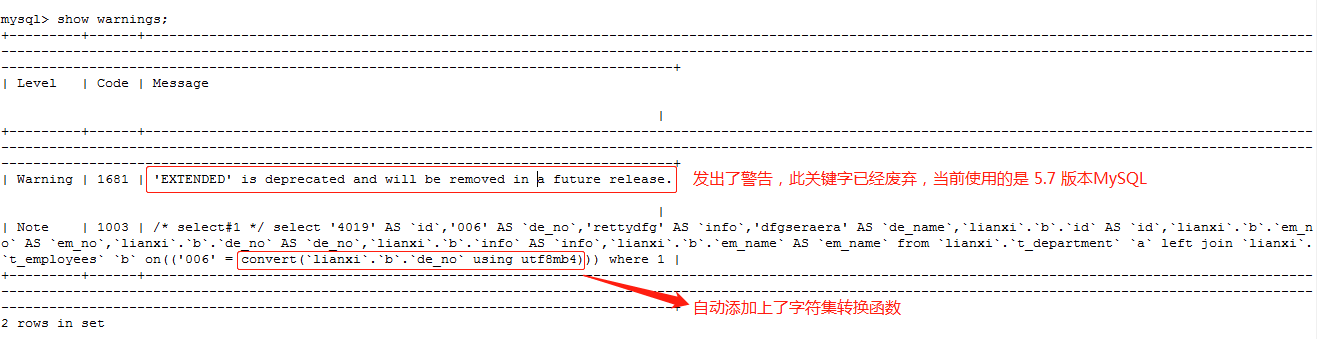 mysql> show warnings;
| Level | Code | Message
|
| Warning | 1681 | 'EXTENDED' is deprecated and will be removed in a future release. 发出了警告，此关键字已经废弃，当前使用的是 5.7 版本MySQL
|
| Note | 1003 | /* select#1 */ select '4019' AS `id`,'006' AS `de_no`,'rettydfg' AS `info`,'dfgseraera' AS `de_name`,`lianxi`.`b`.`id` AS `id`,`lianxi`.`b`.`em_n
o` AS `em_no`,`lianxi`.`b`.`de_no` AS `de_no`,`lianxi`.`b`.`info` AS `info`,`lianxi`.`b`.`em_name` AS `em_name` from `lianxi`.`t_department` `a` left join `lianxi`.
`t_employees` `b` on(('006' = convert(`lianxi`.`b`.`de_no` using utf8mb4))) where 1 |
自动添加上了字符集转换函数
2 rows in set